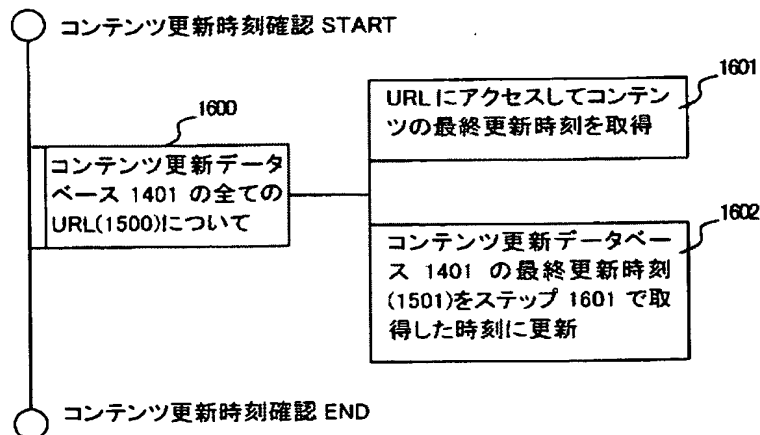 コンテンツ更新時刻確認 START
1600
コンテンツ更新データ
ベース 1401 の全ての
URL(1500)について
1601
URLにアクセスしてコンテン
ツの最終更新時刻を取得
1602
コンテンツ更新データベー
ス 1401 の最終更新時刻
(1501)をステップ 1601 で取
得した時刻に更新
コンテンツ更新時刻確認 END